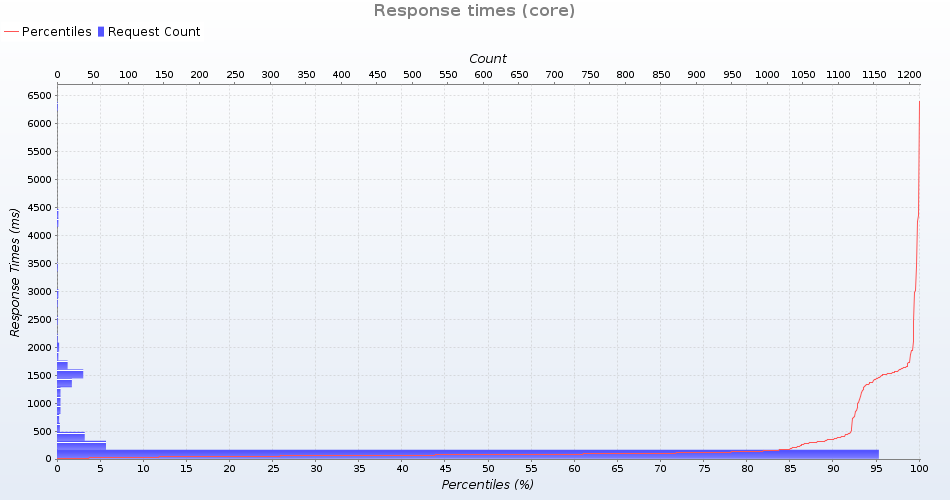 Response times (core)
Percentiles Request Count
Count
0 50 100 150 200 250 300 350 400 450 500 550 600 650 700 750 800 850 900 950 1000 1050 1100 1150 1200
6500
6000
5500
5000
4500
4000
3500
3000
2500
2000
1500
1000
500
0
Response Times (ms)
0 5 10 15 20 25 30 35 40 45 50 55 60 65 70 75 80 85 90 95 100
Percentiles (%)